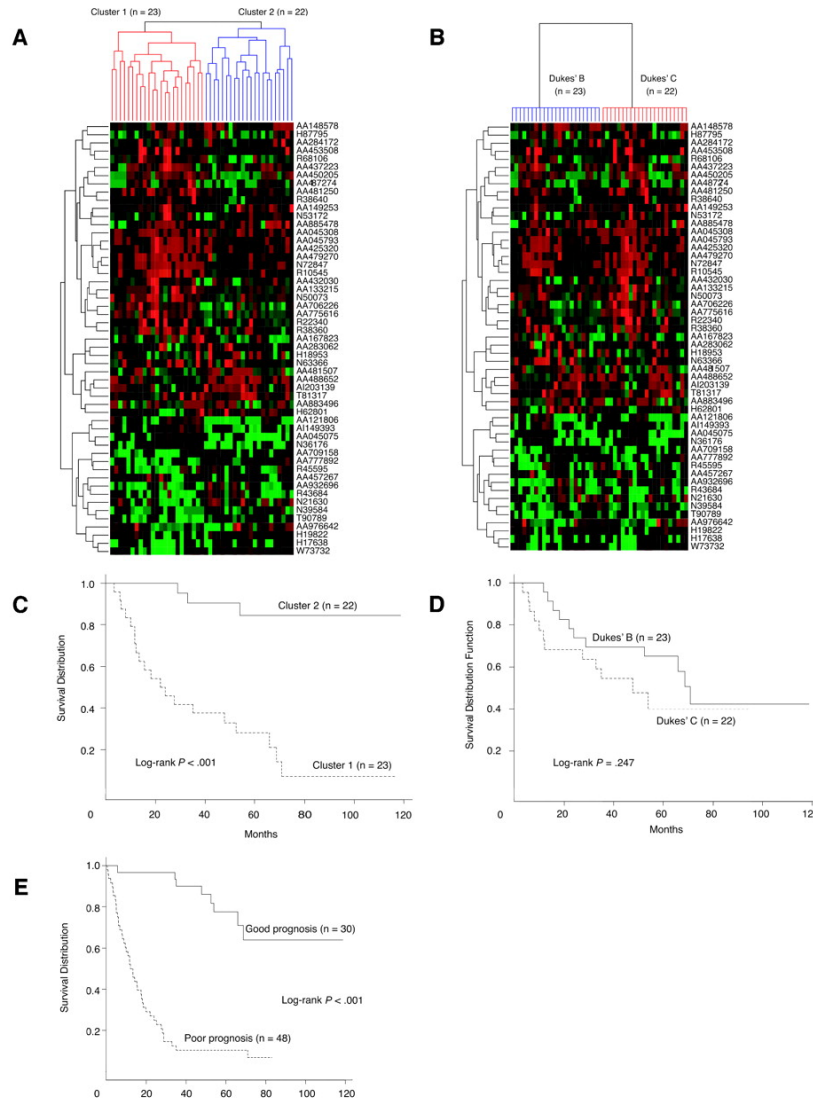 Cluster 1 (n = 23)
Cluster 2 (n = 22)
A
AA148578
H87795
AA284172
AA453508
R68106
AA437223
AA450205
AA487274
AA481250
R38640
AA149253
N53172
AA885478
AA045308
AA045793
AA425320
AA479270
N72847
R10545
AA432030
AA133215
N50073
AA706226
AA775616
R22340
R38360
AA167823
AA283062
H18953
N63366
AA481507
AA488652
AI203139
T81317
AA883496
H62801
AA121806
AI149393
AA045075
N36176
AA709158
AA777892
R45595
AA457267
AA932696
R43684
N21630
N39584
T90789
AA976642
H19822
H17638
W73732
B
Dukes' B
(n = 23)
Dukes' C
(n = 22)
AA148578
H87795
AA284172
AA453508
R68106
AA437223
AA450205
AA487274
AA481250
R38640
AA149253
N53172
AA885478
AA045308
AA045793
AA425320
AA479270
N72847
R10545
AA432030
AA133215
N50073
AA706226
AA775616
R22340
R38360
AA167823
AA283062
H18953
N63366
AA481507
AA488652
AI203139
T81317
AA883496
H62801
AA121806
AI149393
AA045075
N36176
AA709158
AA777892
R45595
AA457267
AA932696
R43684
N21630
N39584
T90789
AA976642
H19822
H17638
W73732
C
Survival Distribution
1.0
0.8
0.6
0.4
0.2
Cluster 2 (n = 22)
Log-rank P < .001
Cluster 1 (n = 23)
0 20 40 60 80 100 120
Months
D
Survival Distribution Function
1.0
0.8
0.6
0.4
0.2
Dukes' B (n = 23)
Dukes' C (n = 22)
Log-rank P = .247
0 20 40 60 80 100 120
Months
E
Survival Distribution
1.0
0.8
0.6
0.4
0.2
Good prognosis (n = 30)
Log-rank P < .001
Poor prognosis (n = 48)
0 20 40 60 80 100 120
Months